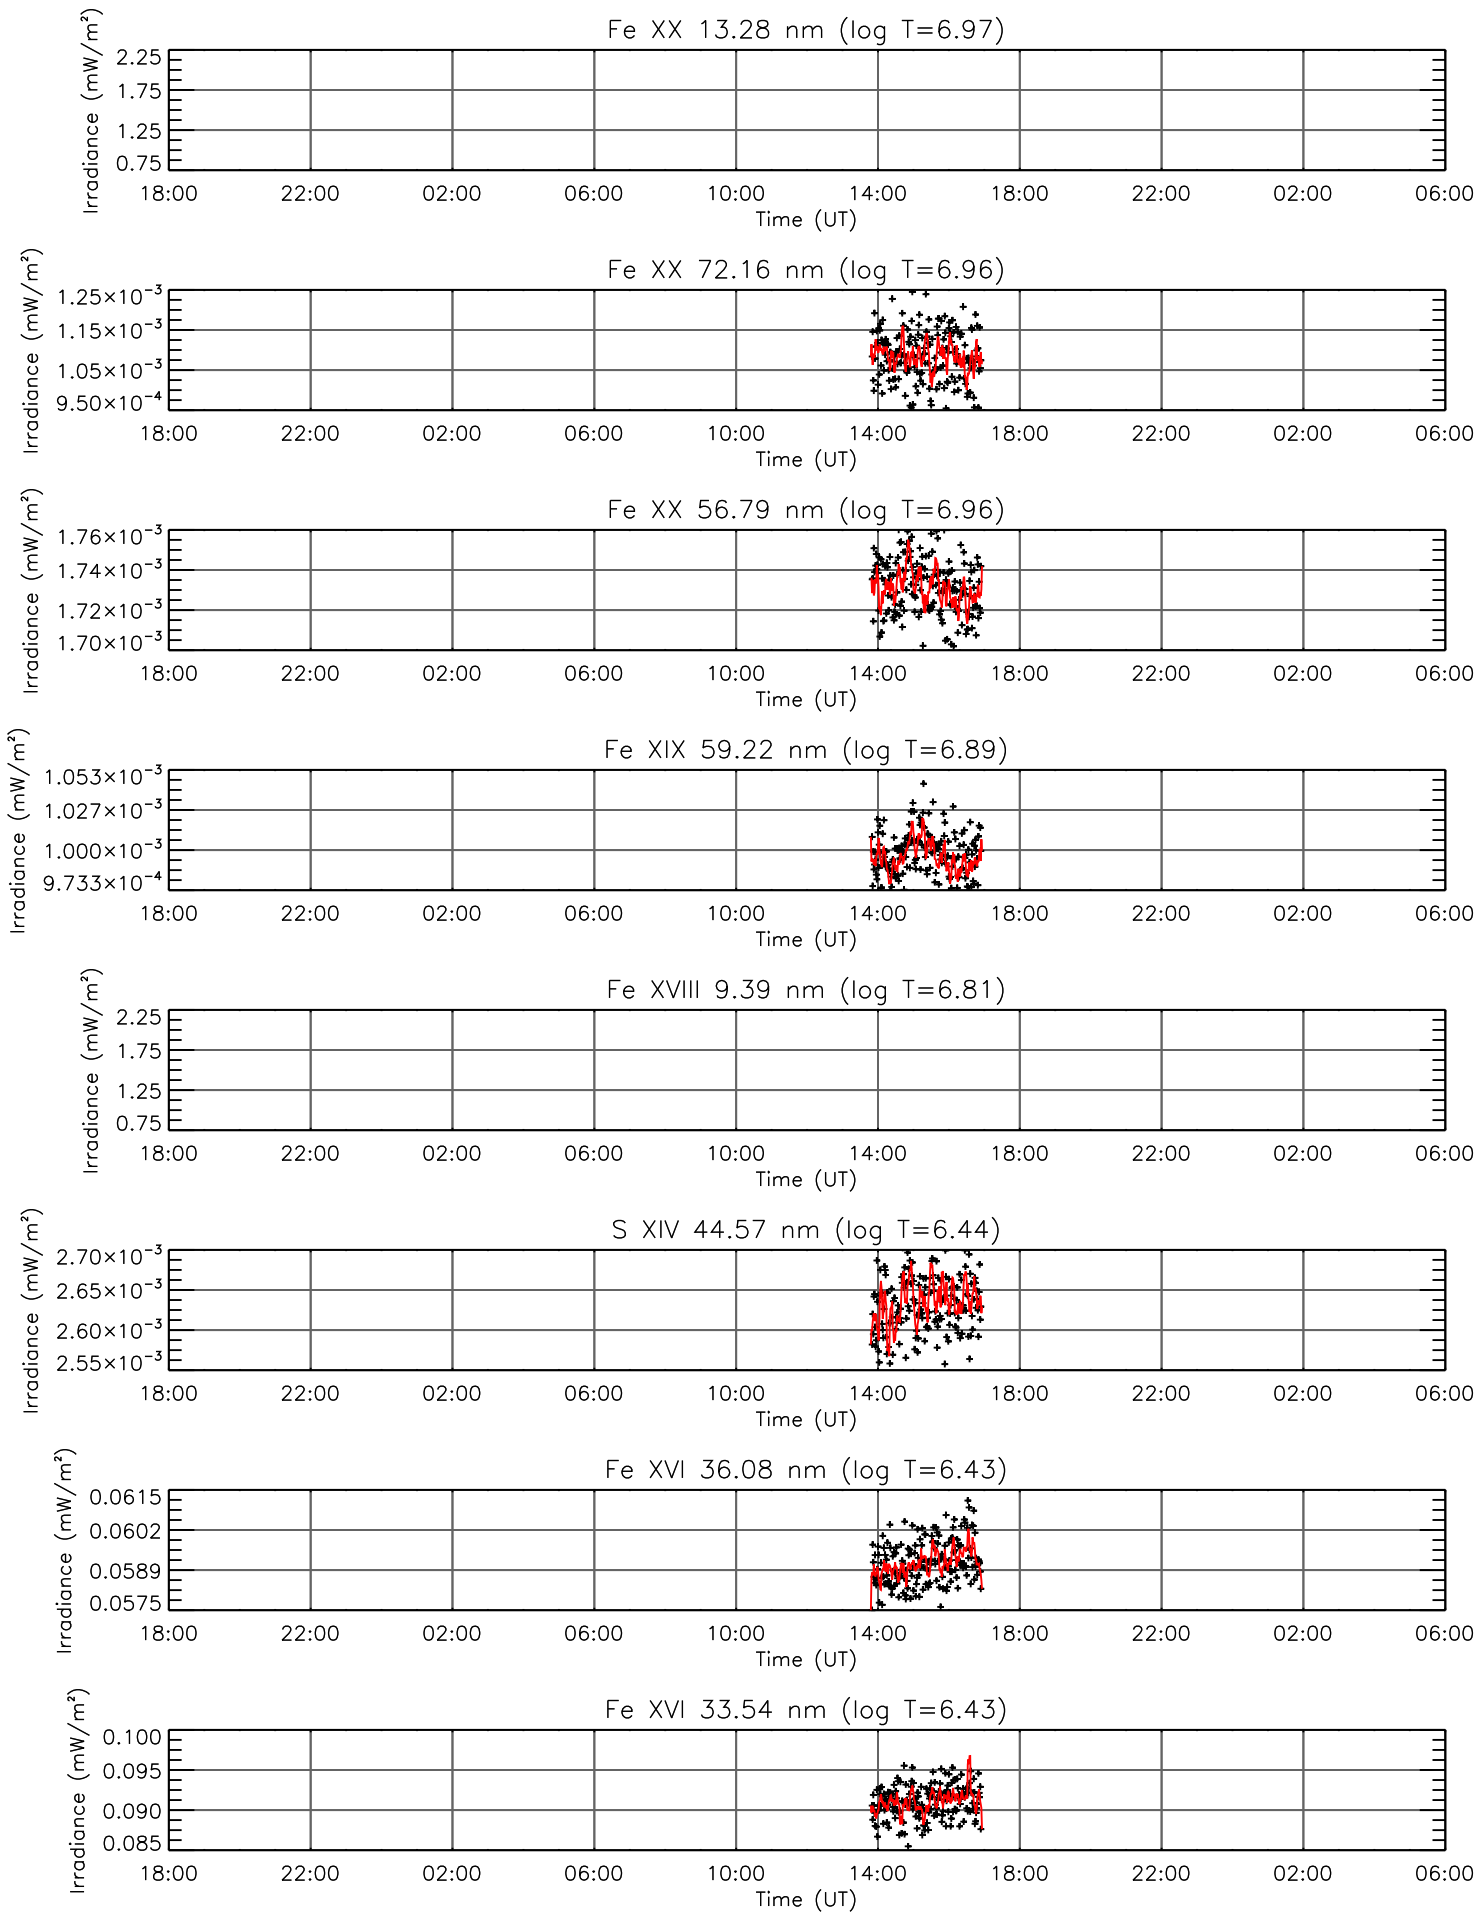 Fe XX 13.28 nm (log T=6.97)
Irradiance (mW/m²)
2.25
1.75
1.25
0.75
18:00 22:00 02:00 06:00 10:00 14:00 18:00 22:00 02:00 06:00
Time (UT)
Fe XX 72.16 nm (log T=6.96)
Irradiance (mW/m²)
1.25×10⁻³
1.15×10⁻³
1.05×10⁻³
9.50×10⁻⁴
18:00 22:00 02:00 06:00 10:00 14:00 18:00 22:00 02:00 06:00
Time (UT)
Fe XX 56.79 nm (log T=6.96)
Irradiance (mW/m²)
1.76×10⁻³
1.74×10⁻³
1.72×10⁻³
1.70×10⁻³
18:00 22:00 02:00 06:00 10:00 14:00 18:00 22:00 02:00 06:00
Time (UT)
Fe XIX 59.22 nm (log T=6.89)
Irradiance (mW/m²)
1.053×10⁻³
1.027×10⁻³
1.000×10⁻³
9.733×10⁻⁴
18:00 22:00 02:00 06:00 10:00 14:00 18:00 22:00 02:00 06:00
Time (UT)
Fe XVIII 9.39 nm (log T=6.81)
Irradiance (mW/m²)
2.25
1.75
1.25
0.75
18:00 22:00 02:00 06:00 10:00 14:00 18:00 22:00 02:00 06:00
Time (UT)
S XIV 44.57 nm (log T=6.44)
Irradiance (mW/m²)
2.70×10⁻³
2.65×10⁻³
2.60×10⁻³
2.55×10⁻³
18:00 22:00 02:00 06:00 10:00 14:00 18:00 22:00 02:00 06:00
Time (UT)
Fe XVI 36.08 nm (log T=6.43)
Irradiance (mW/m²)
0.0615
0.0602
0.0589
0.0575
18:00 22:00 02:00 06:00 10:00 14:00 18:00 22:00 02:00 06:00
Time (UT)
Fe XVI 33.54 nm (log T=6.43)
Irradiance (mW/m²)
0.100
0.095
0.090
0.085
18:00 22:00 02:00 06:00 10:00 14:00 18:00 22:00 02:00 06:00
Time (UT)